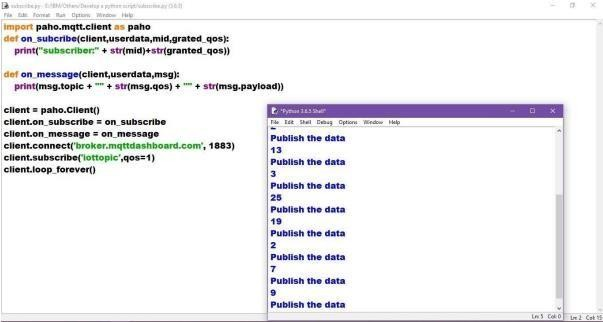 subscribe.py - E:/IBM/Others/Develop a python script/subscribe.py (3.6.5)
File Edit Format Run Options Window Help
import paho.mqtt.client as paho
def on_subcribe(client,userdata,mid,grated_qos):
print("subscriber:" + str(mid)+str(granted_qos))
def on_message(client,userdata,msg):
print(msg.topic + "" + str(msg.qos) + "" + str(msg.payload))
client = paho.Client()
client.on_subscribe = on_subscribe
client.on_message = on_message
client.connect('broker.mqttdashboard.com', 1883)
client.subscribe('iottopic',qos=1)
client.loop_forever()
*Python 3.6.5 Shell*
File Edit Shell Debug Options Window Help
2
Publish the data
13
Publish the data
3
Publish the data
25
Publish the data
19
Publish the data
2
Publish the data
7
Publish the data
9
Publish the data
Ln: 5 Col: 0
Ln: 2 Col: 15